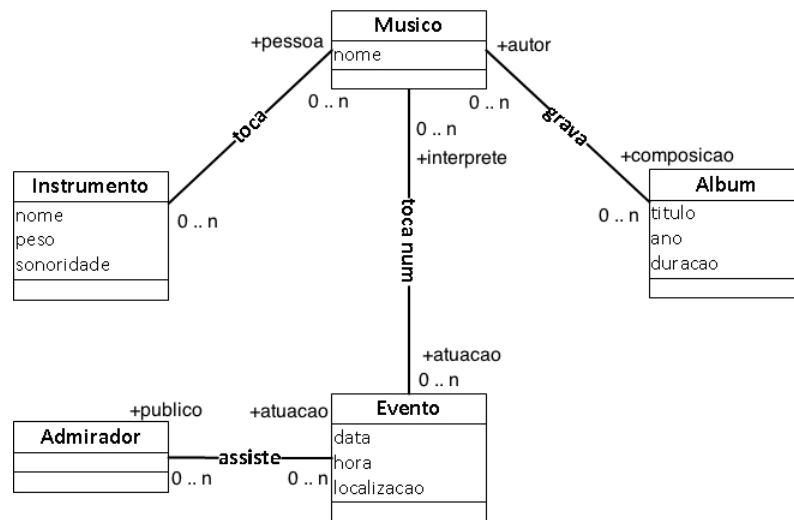 Musico
+pessoa
nome
+autor
0 .. n
0 .. n
0 .. n
toca
grava
+interprete
+composicao
Instrumento
Album
nome
0 .. n
0 .. n
titulo
peso
toca num
ano
sonoridade
duracao
+atuacao
0 .. n
+publico
+atuacao
Evento
Admirador
data
assiste
hora
0 .. n
0 .. n
localizacao